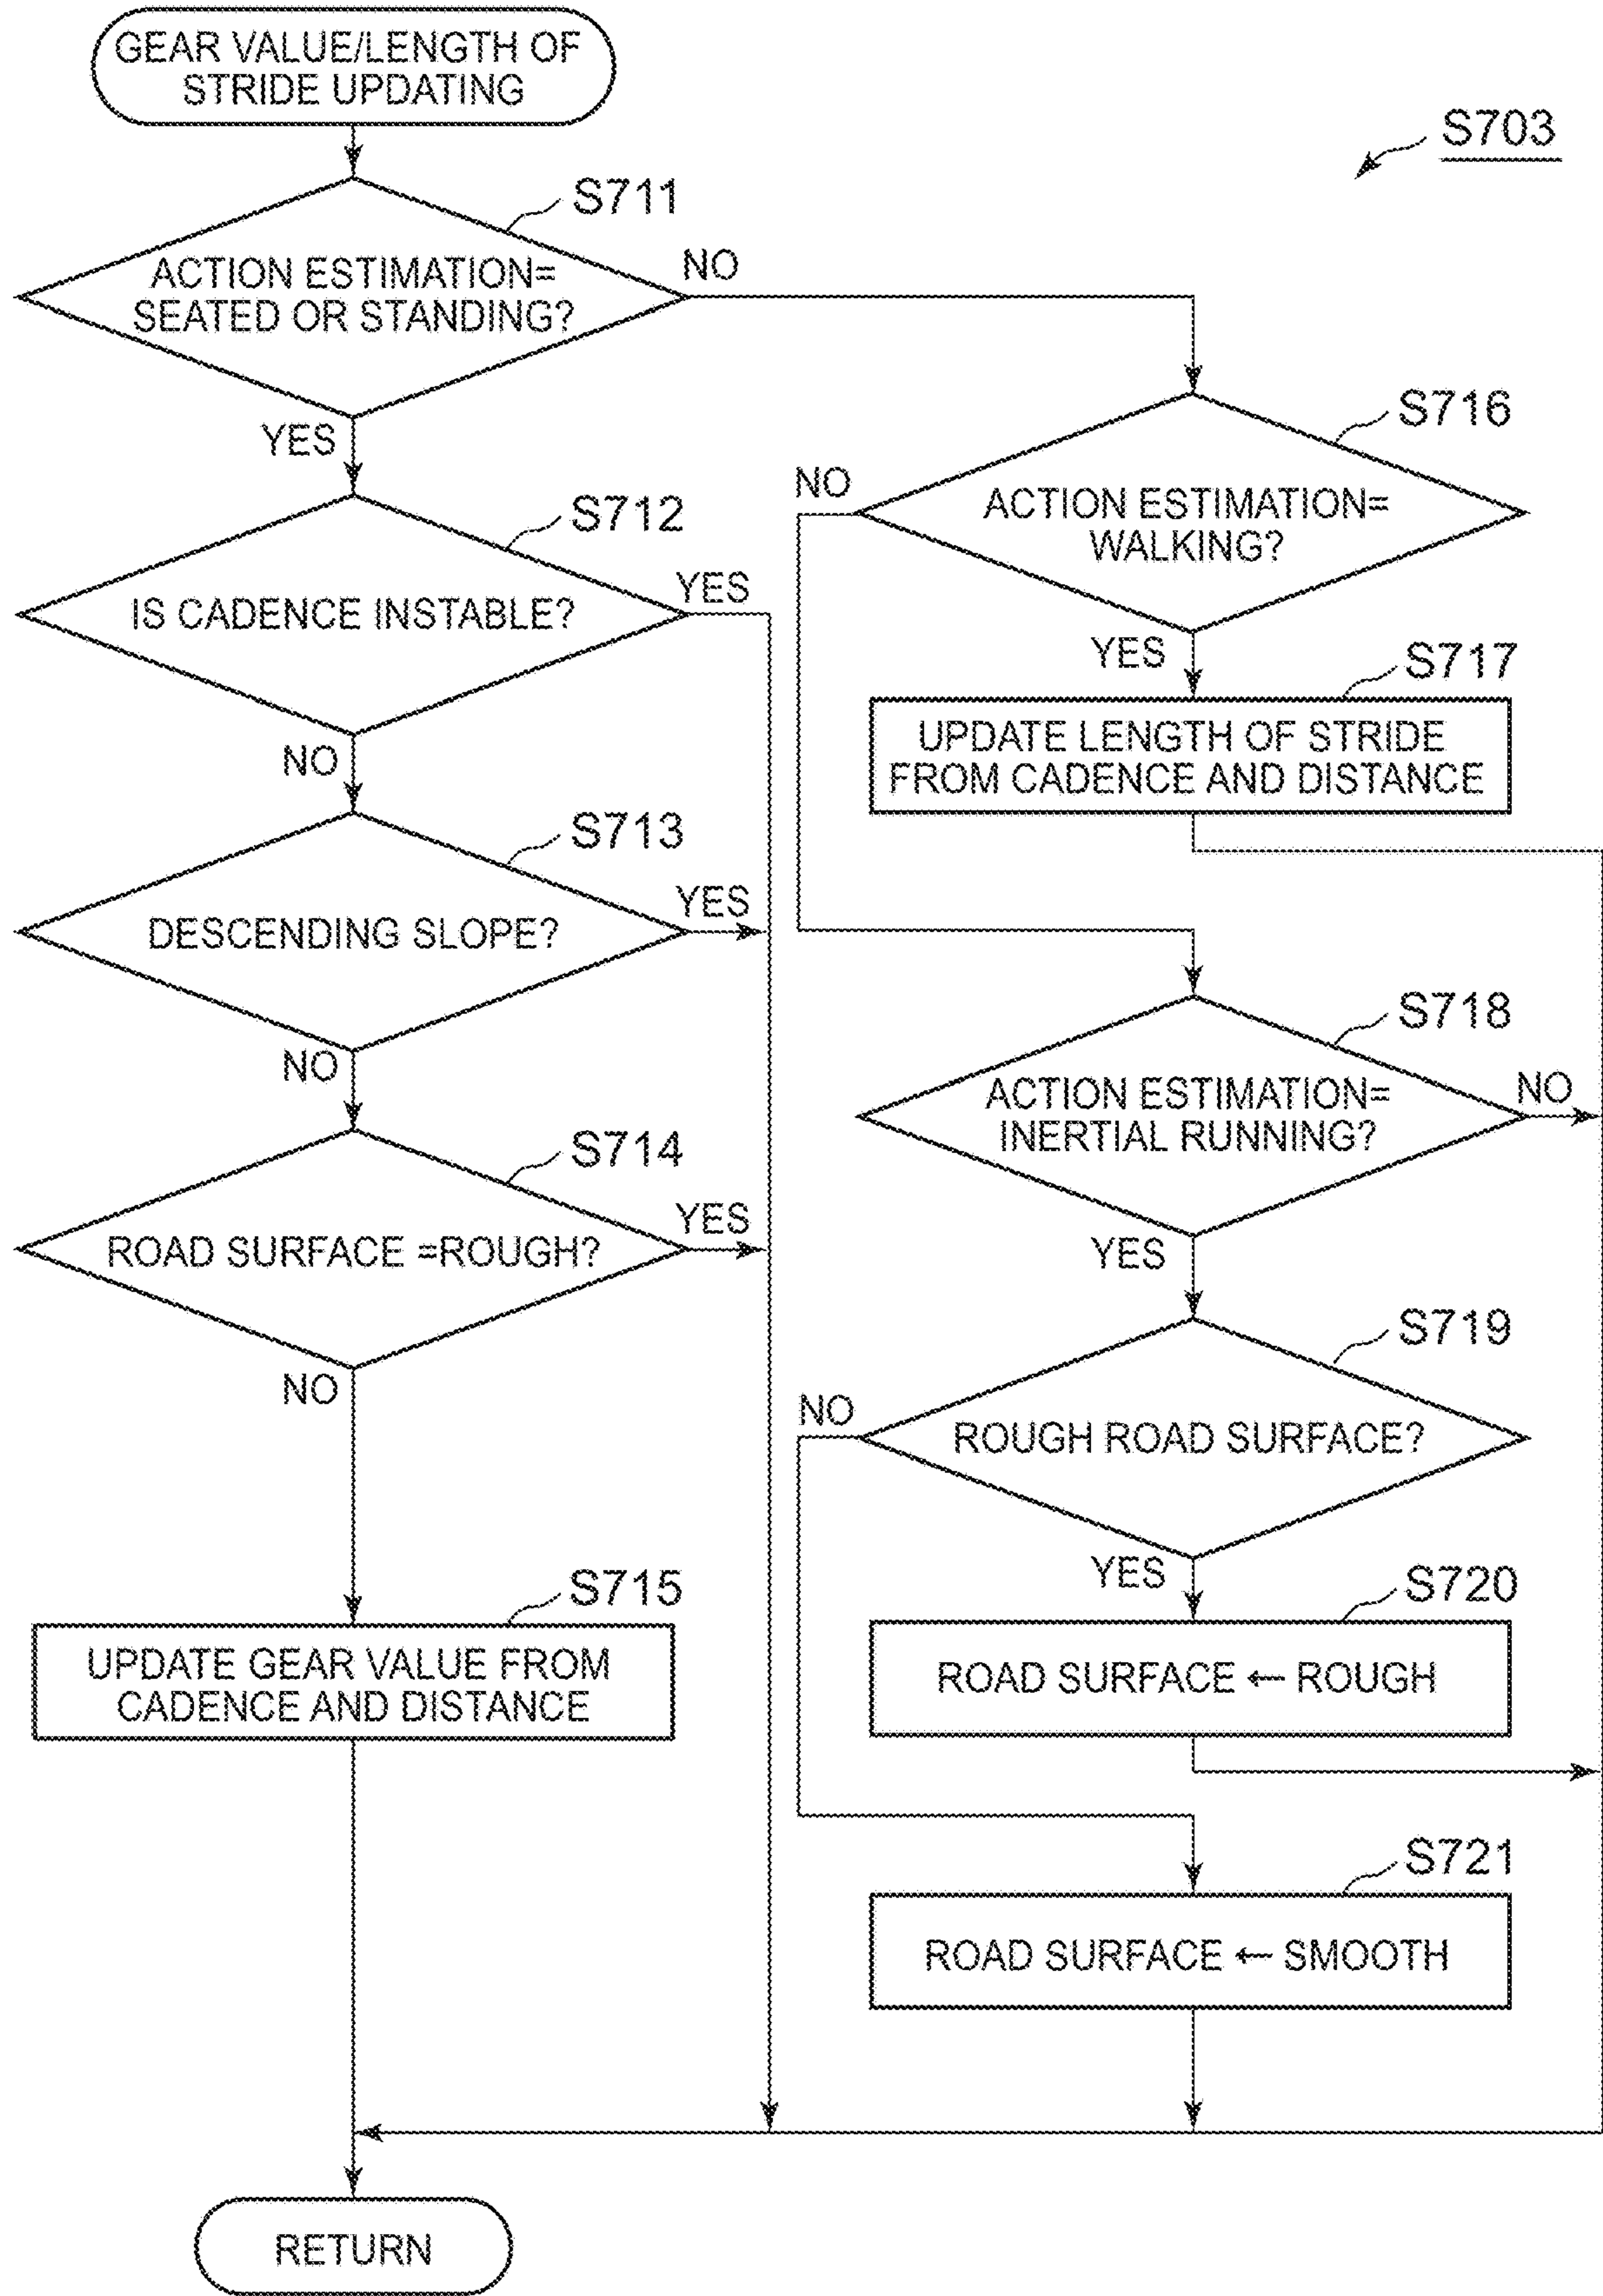 GEAR VALUE/LENGTH OF
STRIDE UPDATING
S703
S711
ACTION ESTIMATION=
SEATED OR STANDING?
NO
YES
S712
IS CADENCE INSTABLE?
YES
NO
S713
DESCENDING SLOPE?
YES
NO
S714
ROAD SURFACE =ROUGH?
YES
NO
S715
UPDATE GEAR VALUE FROM
CADENCE AND DISTANCE
S716
NO
ACTION ESTIMATION=
WALKING?
YES
S717
UPDATE LENGTH OF STRIDE
FROM CADENCE AND DISTANCE
S718
ACTION ESTIMATION=
INERTIAL RUNNING?
NO
YES
S719
NO
ROUGH ROAD SURFACE?
YES
S720
ROAD SURFACE ← ROUGH
S721
ROAD SURFACE ← SMOOTH
RETURN